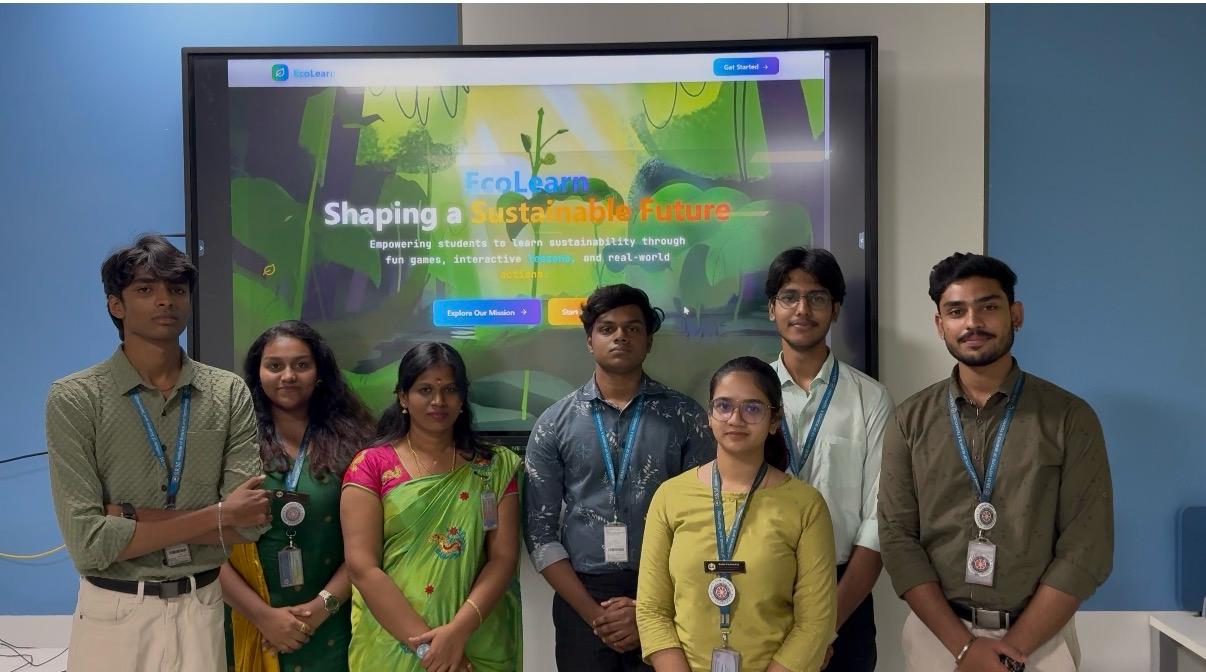 EcoLearn
Get Started →
EcoLearn
Shaping a Sustainable Future
Empowering students to learn sustainability through
fun games, interactive lessons, and real-world
actions.
Explore Our Mission →
Start